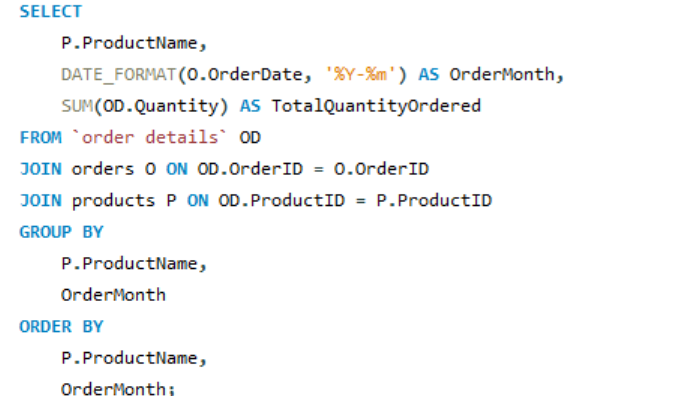 SELECT
    P.ProductName,
    DATE_FORMAT(O.OrderDate, '%Y-%m') AS OrderMonth,
    SUM(OD.Quantity) AS TotalQuantityOrdered
FROM `order details` OD
JOIN orders O ON OD.OrderID = O.OrderID
JOIN products P ON OD.ProductID = P.ProductID
GROUP BY
    P.ProductName,
    OrderMonth
ORDER BY
    P.ProductName,
    OrderMonth;